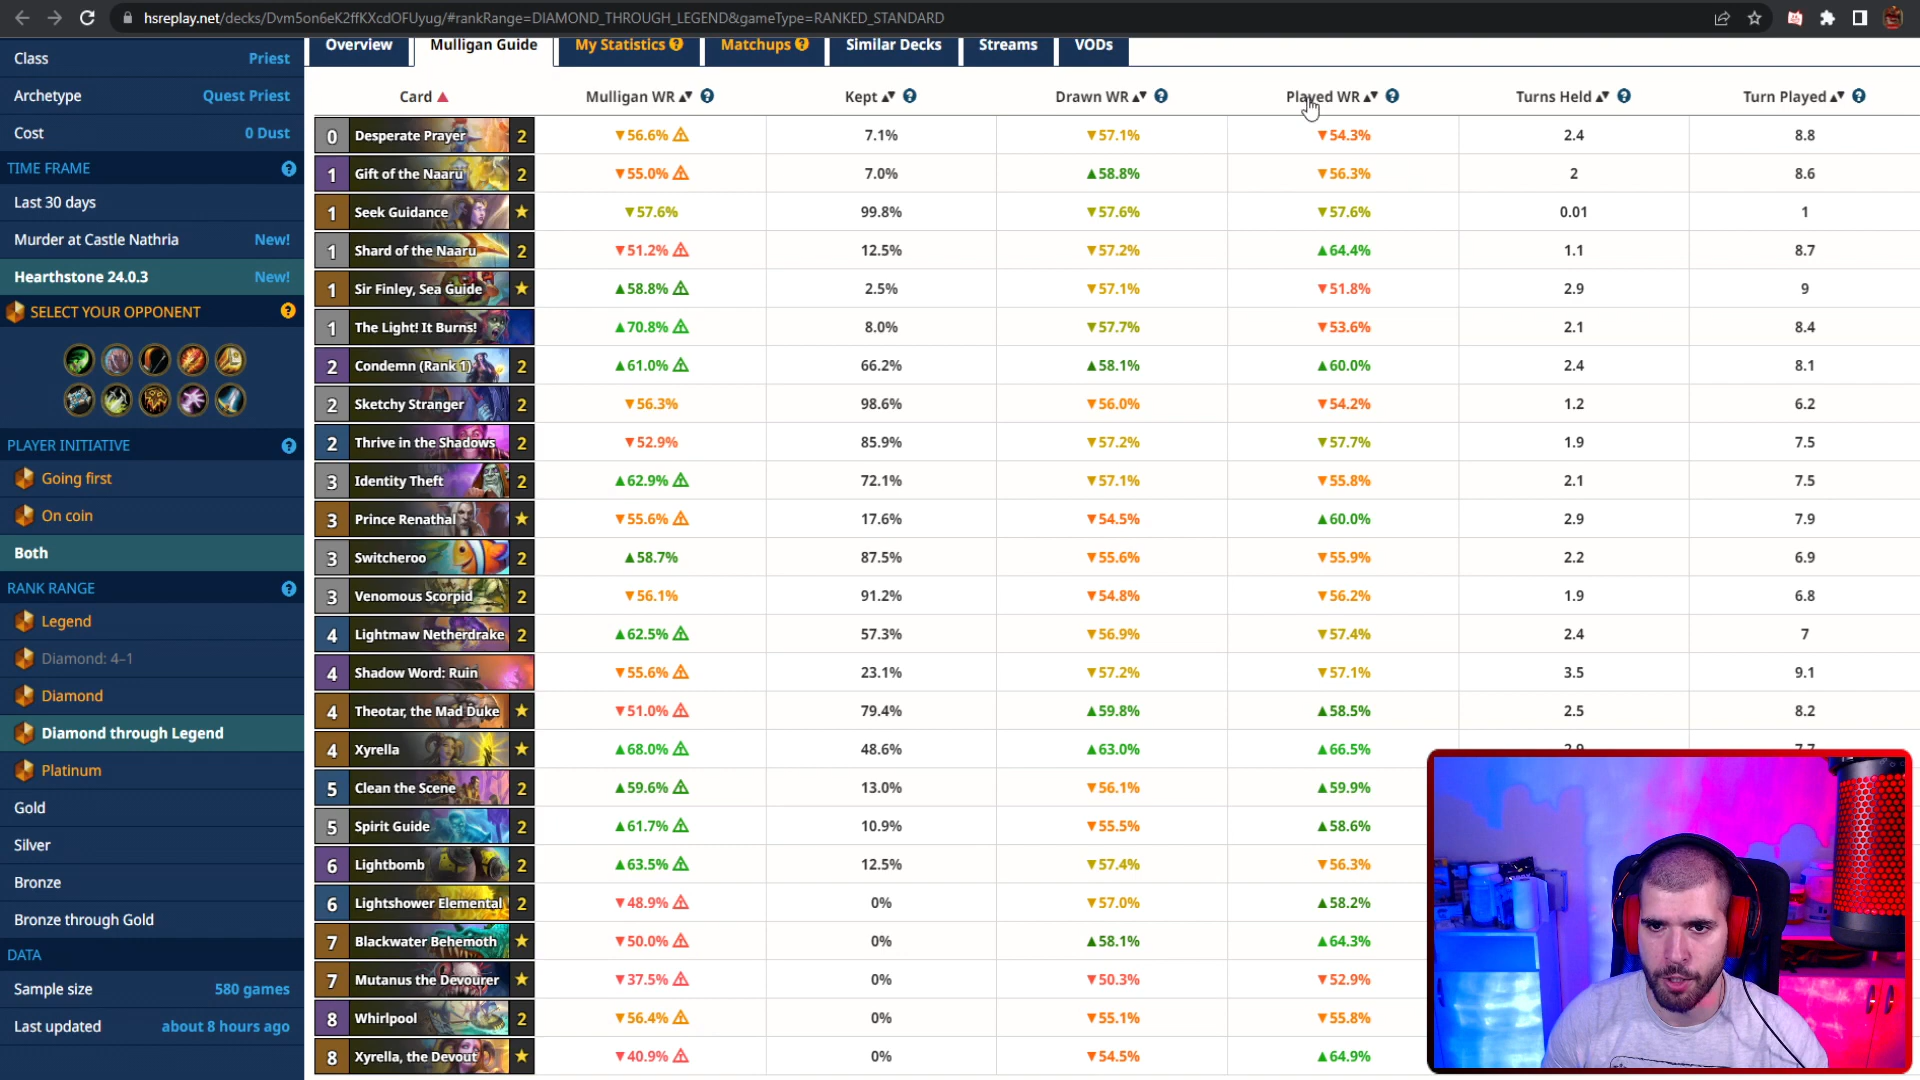 hsreplay.net/decks/Dvm5on6eK2ffKXcdOFUyug/#rankRange=DIAMOND_THROUGH_LEGEND&gameType=RANKED_STANDARD
Overview Mulligan Guide My Statistics ? Matchups ? Similar Decks Streams VODs
Class Priest
Archetype Quest Priest
Cost 0 Dust
TIME FRAME ?
Last 30 days
Murder at Castle Nathria New!
Hearthstone 24.0.3 New!
SELECT YOUR OPPONENT ?
PLAYER INITIATIVE ?
Going first
On coin
Both
RANK RANGE ?
Legend
Diamond: 4–1
Diamond
Diamond through Legend
Platinum
Gold
Silver
Bronze
Bronze through Gold
DATA
Sample size 580 games
Last updated about 8 hours ago
Card ▲ Mulligan WR ▲▼ ? Kept ▲▼ ? Drawn WR ▲▼ ? Played WR ▲▼ ? Turns Held ▲▼ ? Turn Played ▲▼ ?
0 Desperate Prayer 2 ▼56.6% 7.1% ▼57.1% ▼54.3% 2.4 8.8
1 Gift of the Naaru 2 ▼55.0% 7.0% ▲58.8% ▼56.3% 2 8.6
1 Seek Guidance ★ ▼57.6% 99.8% ▼57.6% ▼57.6% 0.01 1
1 Shard of the Naaru 2 ▼51.2% 12.5% ▼57.2% ▲64.4% 1.1 8.7
1 Sir Finley, Sea Guide ★ ▲58.8% 2.5% ▼57.1% ▼51.8% 2.9 9
1 The Light! It Burns! ▲70.8% 8.0% ▼57.7% ▼53.6% 2.1 8.4
2 Condemn (Rank 1) 2 ▲61.0% 66.2% ▲58.1% ▲60.0% 2.4 8.1
2 Sketchy Stranger 2 ▼56.3% 98.6% ▼56.0% ▼54.2% 1.2 6.2
2 Thrive in the Shadows 2 ▼52.9% 85.9% ▼57.2% ▼57.7% 1.9 7.5
3 Identity Theft 2 ▲62.9% 72.1% ▼57.1% ▼55.8% 2.1 7.5
3 Prince Renathal ★ ▼55.6% 17.6% ▼54.5% ▲60.0% 2.9 7.9
3 Switcheroo 2 ▲58.7% 87.5% ▼55.6% ▼55.9% 2.2 6.9
3 Venomous Scorpid 2 ▼56.1% 91.2% ▼54.8% ▼56.2% 1.9 6.8
4 Lightmaw Netherdrake 2 ▲62.5% 57.3% ▼56.9% ▼57.4% 2.4 7
4 Shadow Word: Ruin ▼55.6% 23.1% ▼57.2% ▼57.1% 3.5 9.1
4 Theotar, the Mad Duke ★ ▼51.0% 79.4% ▲59.8% ▲58.5% 2.5 8.2
4 Xyrella ★ ▲68.0% 48.6% ▲63.0% ▲66.5%
5 Clean the Scene 2 ▲59.6% 13.0% ▼56.1% ▲59.9%
5 Spirit Guide 2 ▲61.7% 10.9% ▼55.5% ▲58.6%
6 Lightbomb 2 ▲63.5% 12.5% ▼57.4% ▼56.3%
6 Lightshower Elemental 2 ▼48.9% 0% ▼57.0% ▲58.2%
7 Blackwater Behemoth ★ ▼50.0% 0% ▲58.1% ▲64.3%
7 Mutanus the Devourer ★ ▼37.5% 0% ▼50.3% ▼52.9%
8 Whirlpool 2 ▼56.4% 0% ▼55.1% ▼55.8%
8 Xyrella, the Devout ★ ▼40.9% 0% ▼54.5% ▲64.9%